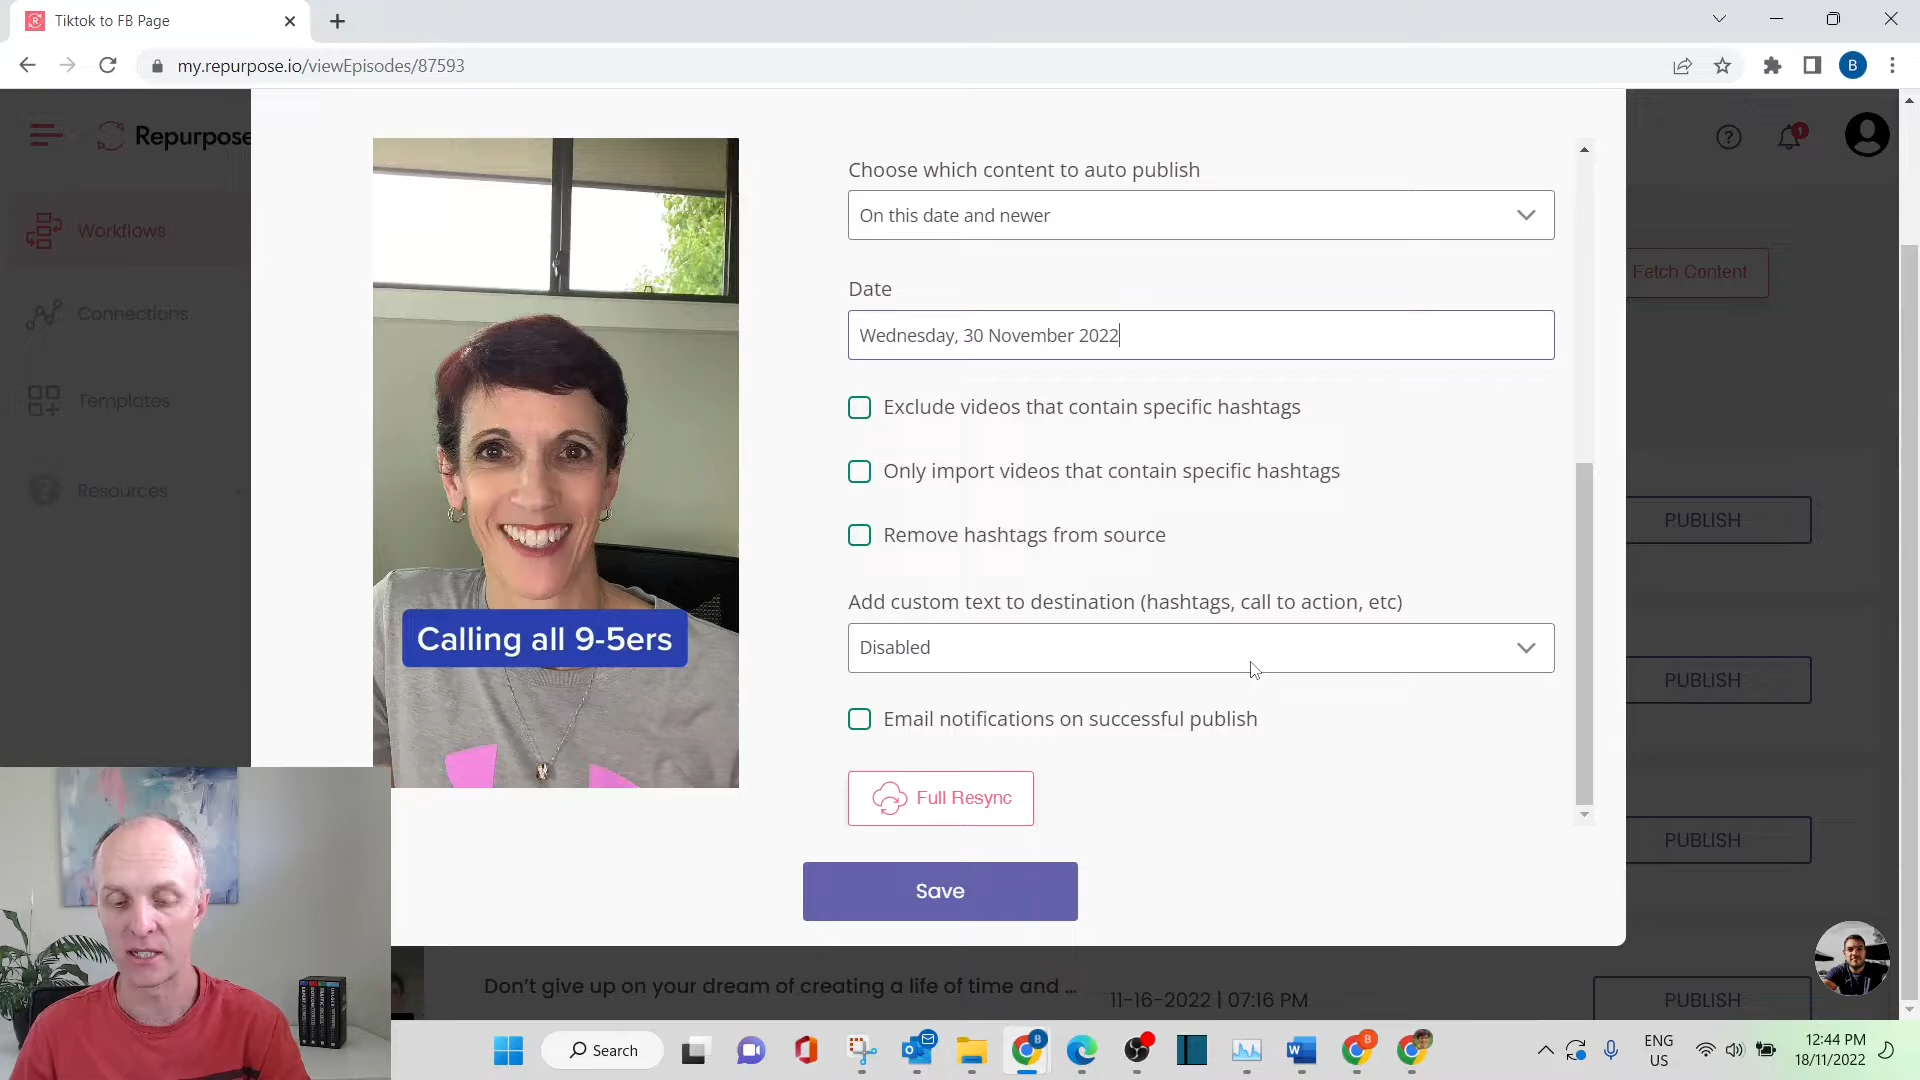 Tiktok to FB Page
my.repurpose.io/viewEpisodes/87593
B
Repurpose
1
Workflows
Connections
Templates
Resources
Fetch Content
Choose which content to auto publish
On this date and newer
Date
Wednesday, 30 November 2022
Exclude videos that contain specific hashtags
Only import videos that contain specific hashtags
Remove hashtags from source
Add custom text to destination (hashtags, call to action, etc)
Disabled
Email notifications on successful publish
Full Resync
Save
Calling all 9-5ers
PUBLISH
PUBLISH
PUBLISH
Don't give up on your dream of creating a life of time and ...
11-16-2022 | 07:16 PM
PUBLISH
Search
ENG
US
12:44 PM
18/11/2022